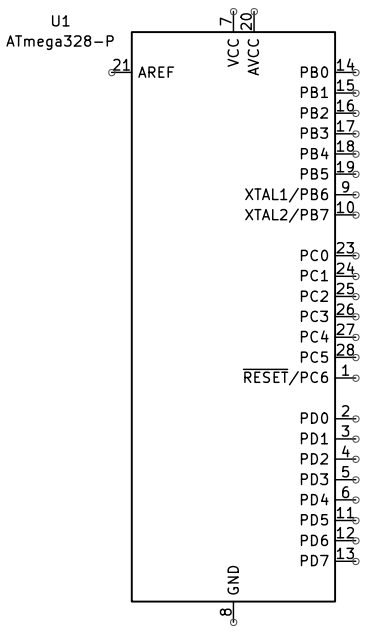 U1
ATmega328-P
7 20
VCC AVCC
21 AREF
PB0 14
PB1 15
PB2 16
PB3 17
PB4 18
PB5 19
XTAL1/PB6 9
XTAL2/PB7 10
PC0 23
PC1 24
PC2 25
PC3 26
PC4 27
PC5 28
RESET/PC6 1
PD0 2
PD1 3
PD2 4
PD3 5
PD4 6
PD5 11
PD6 12
PD7 13
GND
8